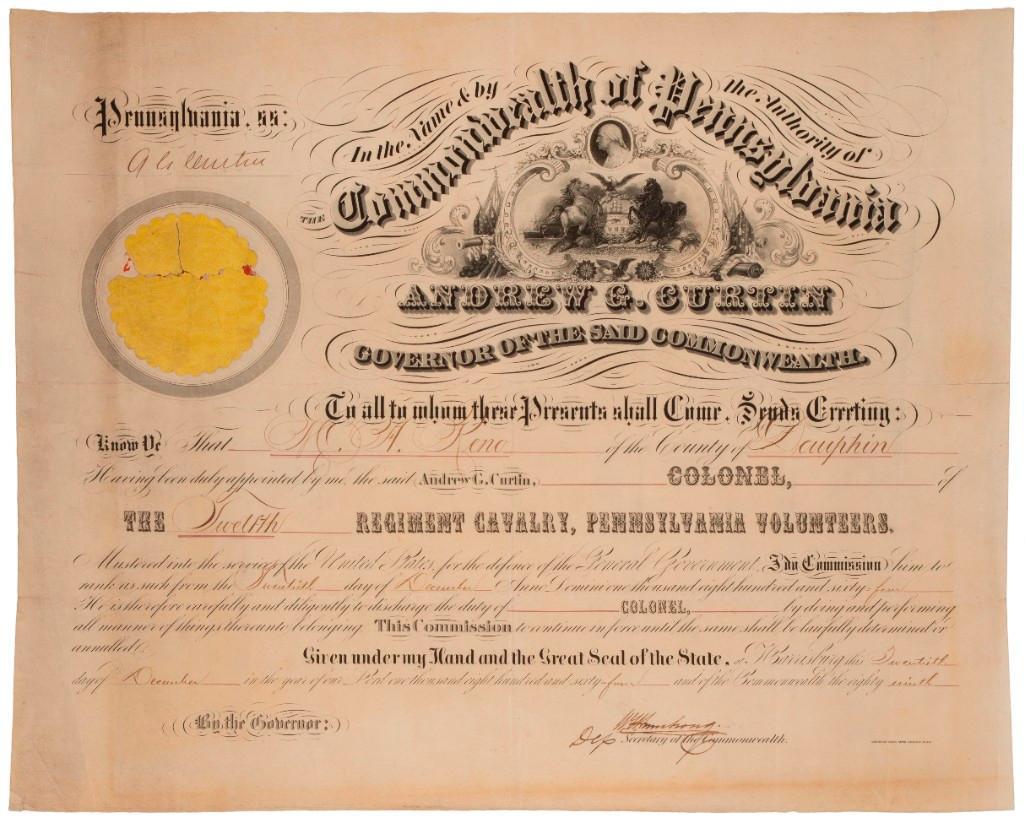 Pennsylvania, ss:
A G Curtin
In the Name & by the Authority of
THE Commonwealth of Pennsylvania
ANDREW G. CURTIN
GOVERNOR OF THE SAID COMMONWEALTH.
To all to whom these Presents shall Come, Sends Greeting:
Know Ye That M. A. Reno of the County of Dauphin
Having been duly appointed by me, the said Andrew G. Curtin, COLONEL, of
THE Twelfth REGIMENT CAVALRY, PENNSYLVANIA VOLUNTEERS.
Mustered into the service of the United States, for the defence of the General Government, I do Commission him to
rank as such from the Twentieth day of December Anno Domini one thousand eight hundred and sixty-four
He is therefore carefully and diligently to discharge the duty of COLONEL, by doing and performing
all manner of things thereunto belonging This Commission to continue in force until the same shall be lawfully determined or
annulled.
Given under my Hand and the Great Seal of the State, at Harrisburg this Twentieth
day of December in the year of our Lord one thousand eight hundred and sixty-four and of the Commonwealth the eighty ninth
By the Governor:
W H Armstrong.
Dep Secretary of the Commonwealth.